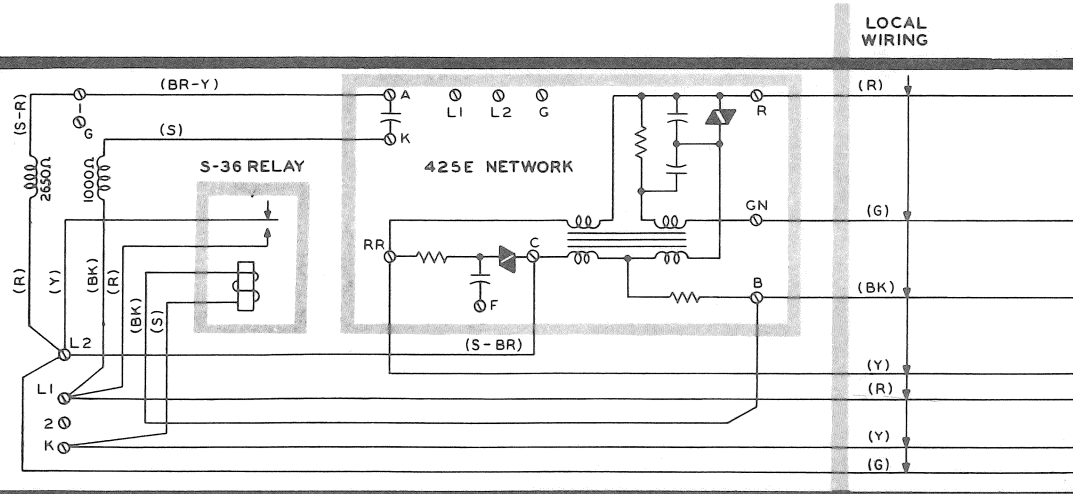 LOCAL
WIRING
(BR-Y)
(R)
(S-R)
A
L1
L2
G
R
G
(S)
K
S-36 RELAY
425E NETWORK
2650Ω
1000Ω
GN
(G)
RR
C
(R)
(Y)
(BK)
(R)
(BK)
(S)
F
B
(BK)
L2
(S-BR)
(Y)
L1
(R)
2
K
(Y)
(G)